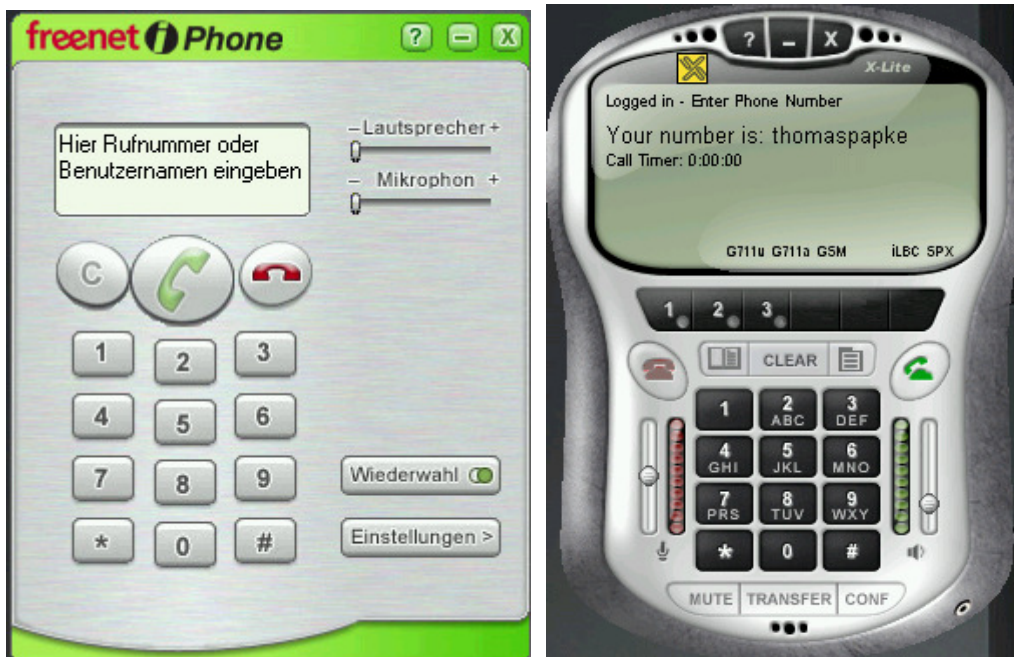 freenet iPhone
? – X
Hier Rufnummer oder
Benutzernamen eingeben
– Lautsprecher +
– Mikrophon +
C
1 2 3
4 5 6
7 8 9
* 0 #
Wiederwahl
Einstellungen >
? – X
X-Lite
Logged in - Enter Phone Number
Your number is: thomaspapke
Call Timer: 0:00:00
G711u G711a GSM iLBC SPX
1 2 3
CLEAR
1 2 ABC 3 DEF
4 GHI 5 JKL 6 MNO
7 PRS 8 TUV 9 WXY
* 0 #
MUTE TRANSFER CONF